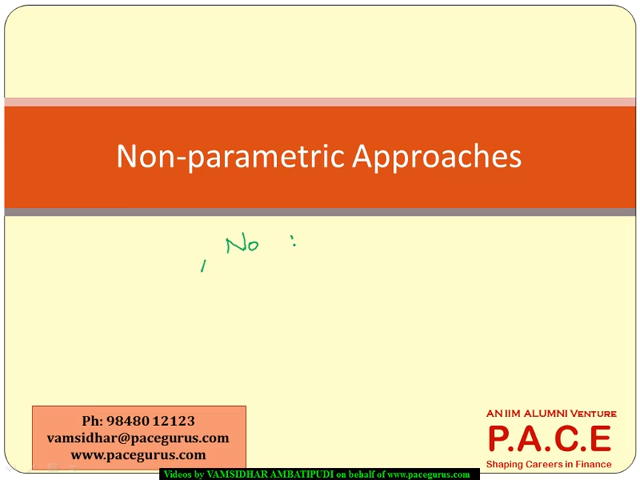 Non-parametric Approaches
No :
Ph: 98480 12123
vamsidhar@pacegurus.com
www.pacegurus.com
AN IIM ALUMNI VENTURE
P.A.C.E
Shaping Careers in Finance
Videos by VAMSIDHAR AMBATIPUDI on behalf of www.pacegurus.com